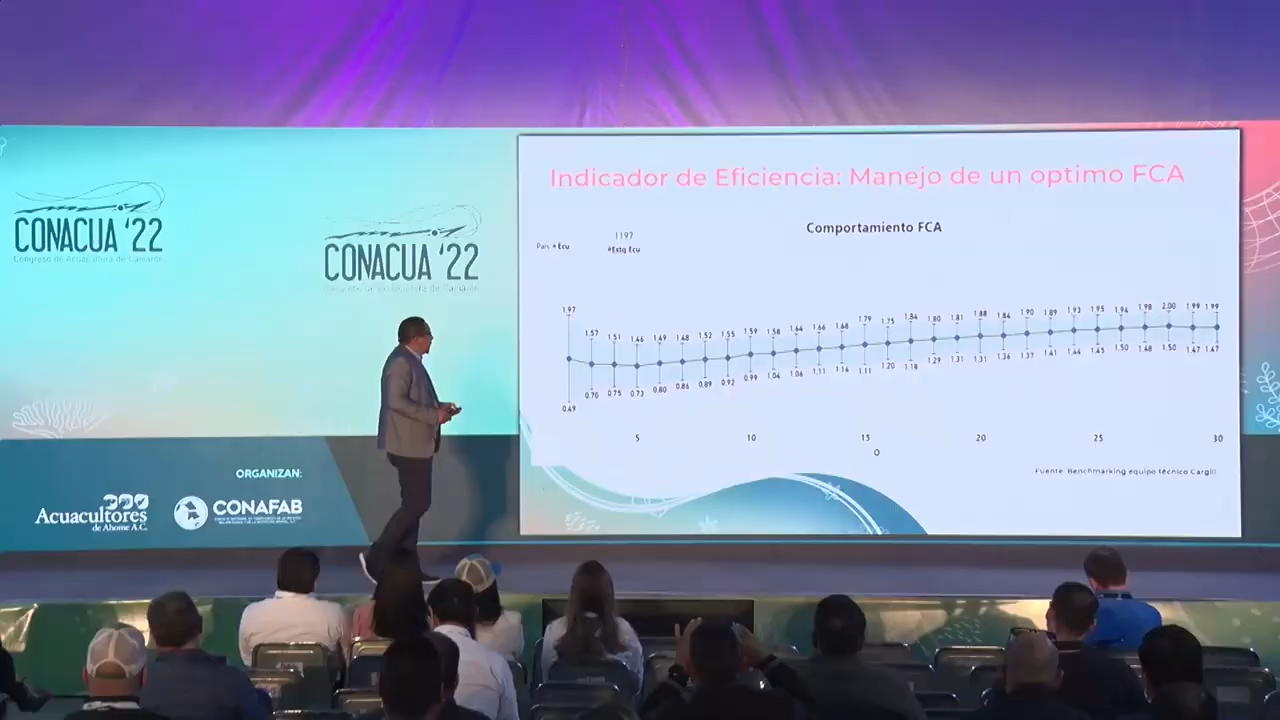 CONACUA '22
Congreso de Acuacultura de Camarón
CONACUA '22
ORGANIZAN:
Acuacultores
de Ahome A.C.
CONAFAB
Indicador de Eficiencia: Manejo de un optimo FCA
Comportamiento FCA
País • Ecu
1197
#Estq Ecu
1.97 1.57 1.51 1.46 1.49 1.48 1.52 1.55 1.59 1.58 1.64 1.66 1.68 1.79 1.75 1.84 1.80 1.81 1.88 1.84 1.90 1.89 1.93 1.95 1.94 1.98 2.00 1.99 1.99
0.49 0.70 0.75 0.73 0.80 0.86 0.89 0.92 0.99 1.04 1.06 1.11 1.14 1.11 1.20 1.18 1.29 1.31 1.31 1.36 1.37 1.41 1.44 1.45 1.50 1.48 1.50 1.47 1.47
5 10 15 20 25 30
O
Fuente: Benchmarking equipo técnico Cargill